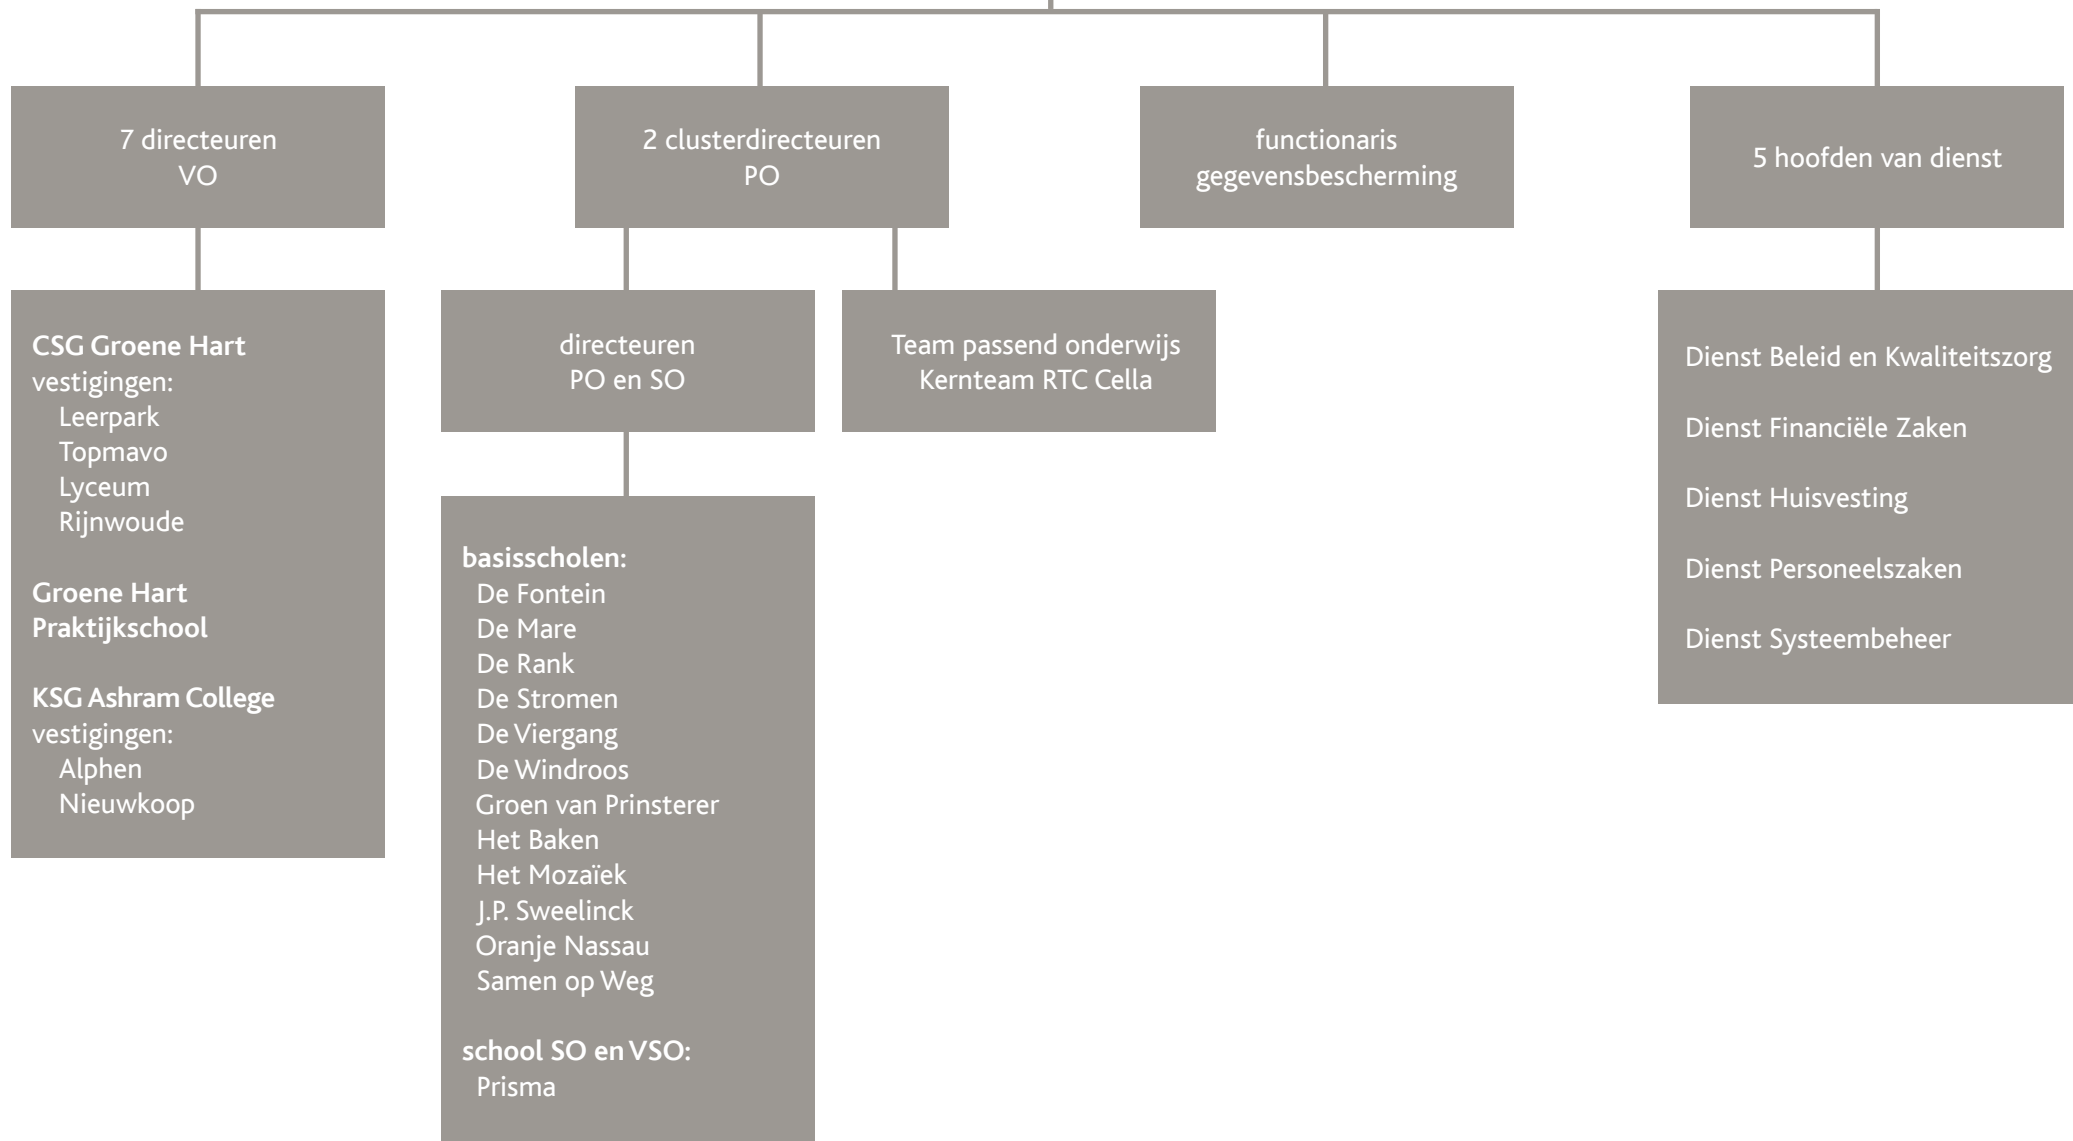 7 directeuren
VO
2 clusterdirecteuren
PO
functionaris
gegevensbescherming
5 hoofden van dienst
CSG Groene Hart
vestigingen:
Leerpark
Topmavo
Lyceum
Rijnwoude
Groene Hart
Praktijkschool
KSG Ashram College
vestigingen:
Alphen
Nieuwkoop
directeuren
PO en SO
Team passend onderwijs
Kernteam RTC Cella
basisscholen:
De Fontein
De Mare
De Rank
De Stromen
De Viergang
De Windroos
Groen van Prinsterer
Het Baken
Het Mozaïek
J.P. Sweelinck
Oranje Nassau
Samen op Weg
school SO en VSO:
Prisma
Dienst Beleid en Kwaliteitszorg
Dienst Financiële Zaken
Dienst Huisvesting
Dienst Personeelszaken
Dienst Systeembeheer